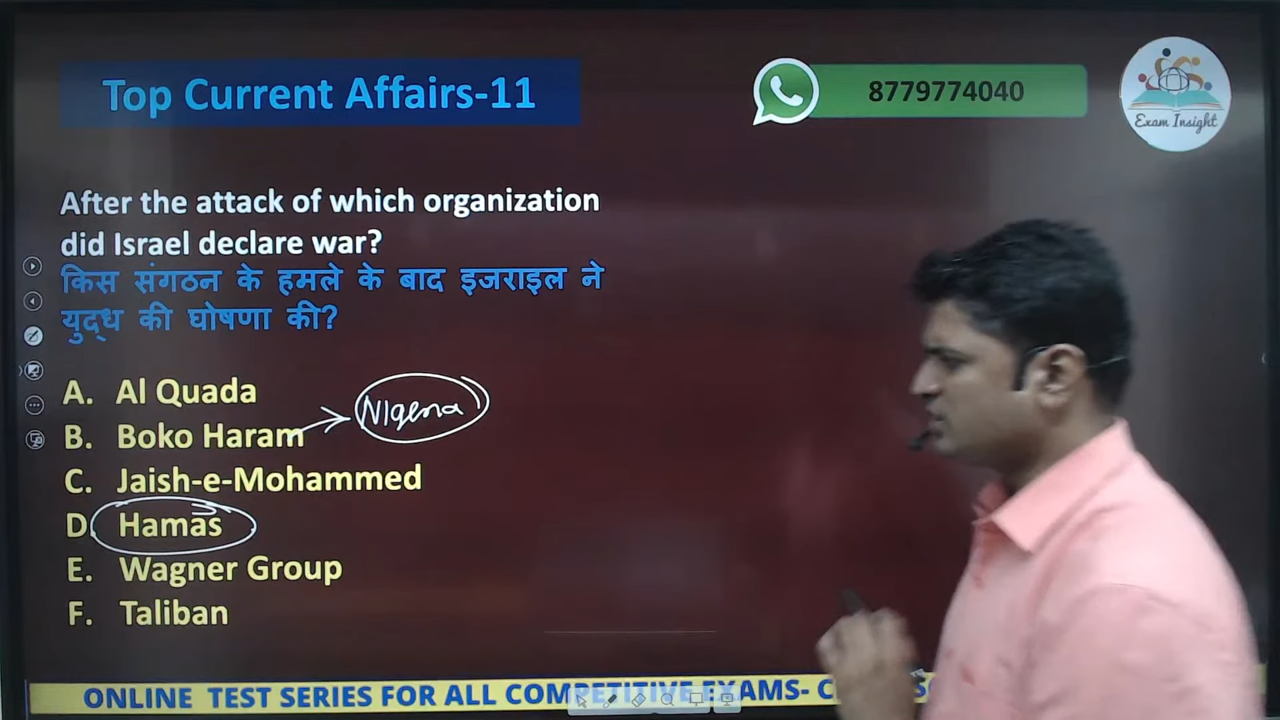 Top Current Affairs-11
8779774040
Exam Insight
After the attack of which organization
did Israel declare war?
किस संगठन के हमले के बाद इजराइल ने
युद्ध की घोषणा की?
A. Al Quada
Nigeria
B. Boko Haram
C. Jaish-e-Mohammed
D. Hamas
E. Wagner Group
F. Taliban
ONLINE TEST SERIES FOR ALL COMPETITIVE EXAMS-